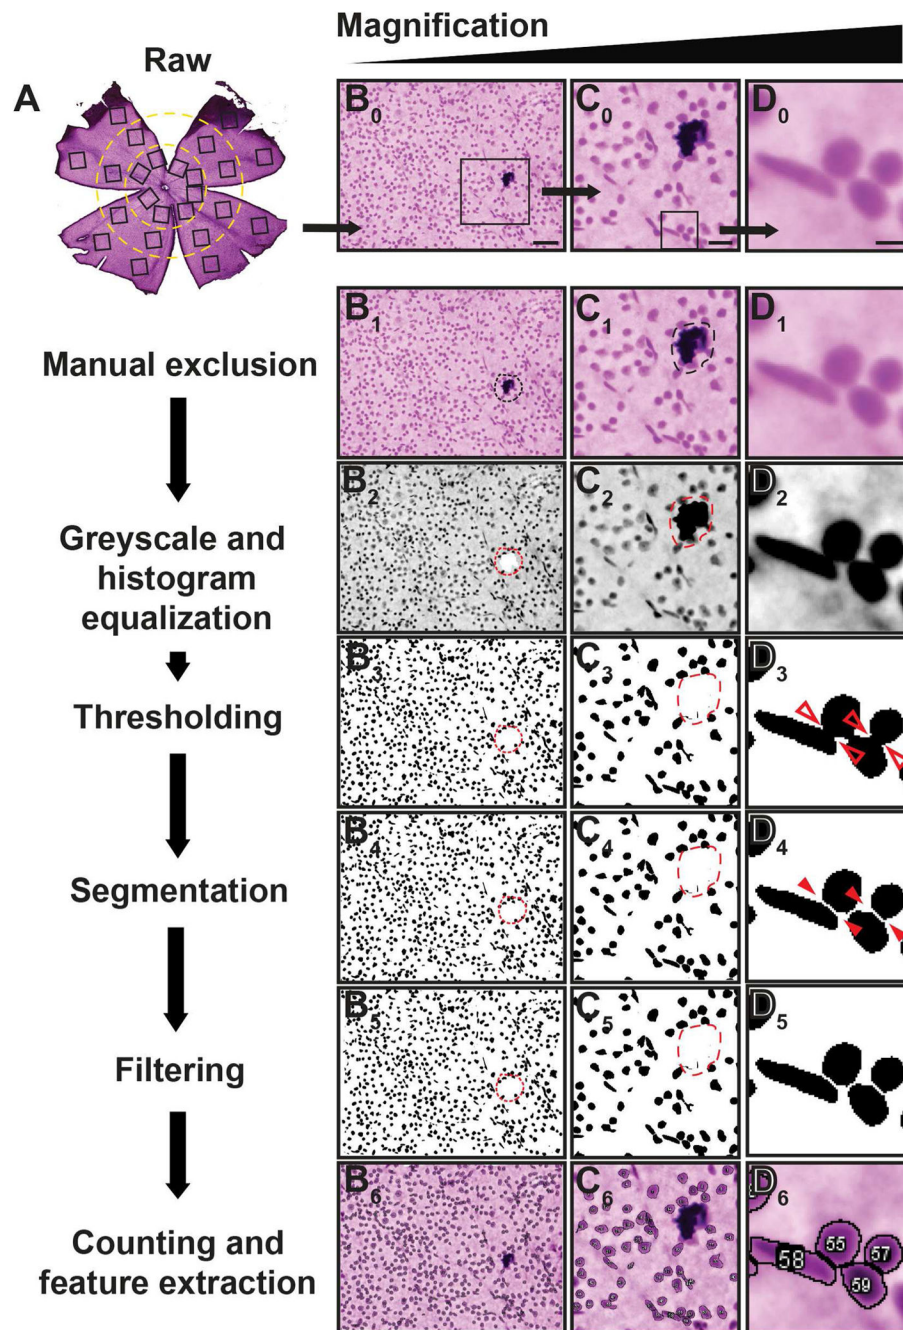 Magnification
Raw
A
B0
C0
D0
B1
C1
D1
Manual exclusion
B2
C2
D2
Greyscale and
histogram
equalization
B3
C3
D3
Thresholding
B4
C4
D4
Segmentation
B5
C5
D5
Filtering
B6
C6
D6
55
57
58
59
Counting and
feature extraction